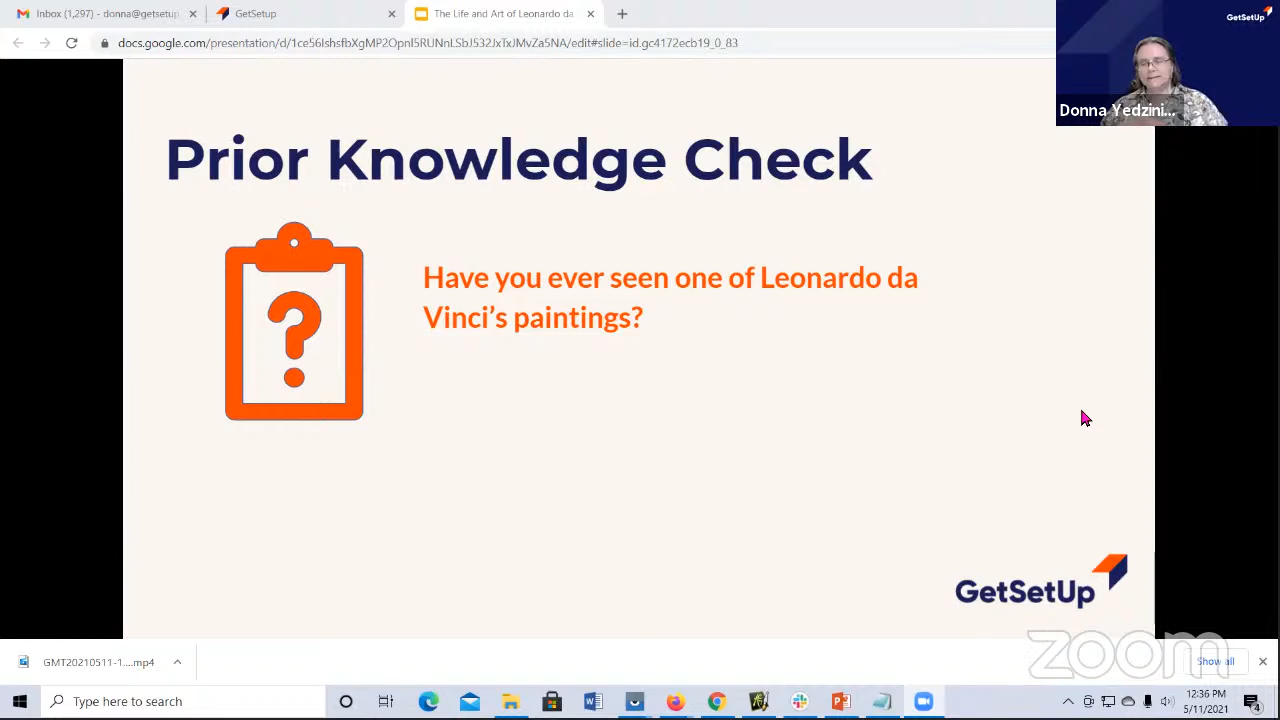 Inbox (1,297) - donna@getsetup
GetSetUp
The Life and Art of Leonardo da
GetSetUp
docs.google.com/presentation/d/1ce56IshsfbXgMP2OpnI5RUNnLSbJ532JxTxJMvZa5NA/edit#slide=id.gc4172ecb19_0_83
Donna Yedzini...
Prior Knowledge Check
Have you ever seen one of Leonardo da
Vinci’s paintings?
GetSetUp
zoom
GMT20210511-1....mp4
Show all
Type here to search
12:36 PM
5/11/2021
4